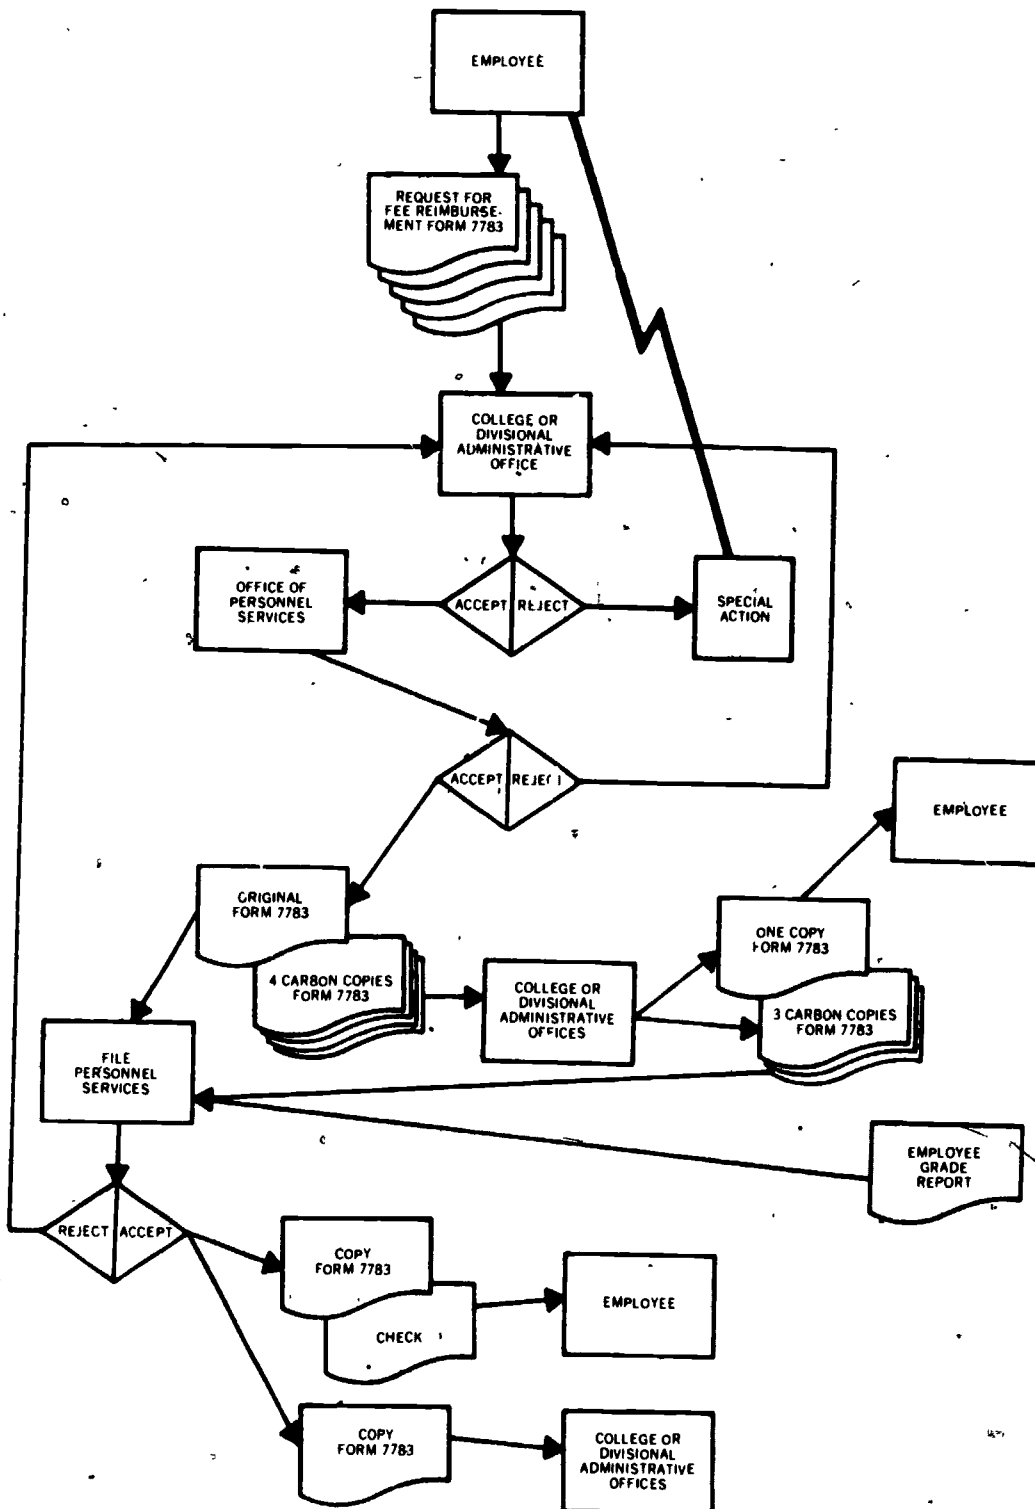 EMPLOYEE
REQUEST FOR
FEE REIMBURSE-
MENT FORM 7783
COLLEGE OR
DIVISIONAL
ADMINISTRATIVE
OFFICE
OFFICE OF
PERSONNEL
SERVICES
ACCEPT REJECT
SPECIAL
ACTION
ACCEPT REJECT
EMPLOYEE
ORIGINAL
FORM 7783
4 CARBON COPIES
FORM 7783
COLLEGE OR
DIVISIONAL
ADMINISTRATIVE
OFFICES
ONE COPY
FORM 7783
3 CARBON COPIES
FORM 7783
FILE
PERSONNEL
SERVICES
EMPLOYEE
GRADE
REPORT
REJECT ACCEPT
COPY
FORM 7783
CHECK
EMPLOYEE
COPY
FORM 7783
COLLEGE OR
DIVISIONAL
ADMINISTRATIVE
OFFICES